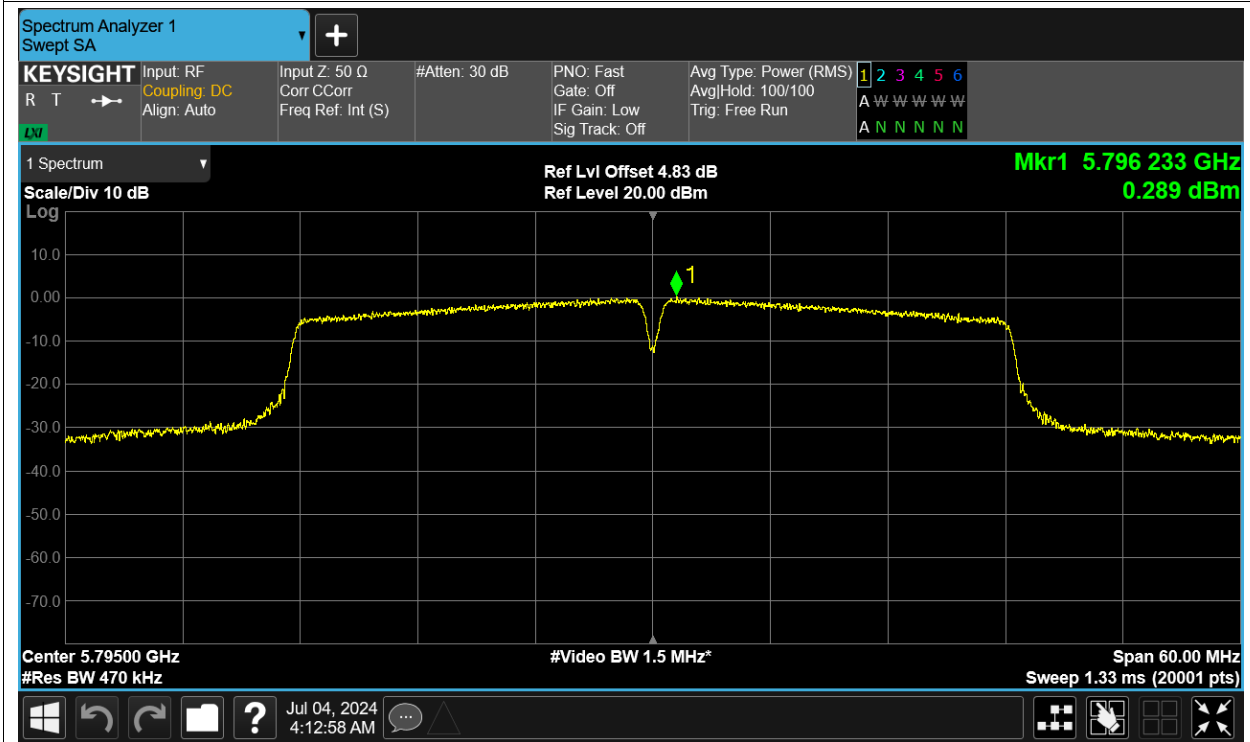 Spectrum Analyzer 1
Swept SA
+
KEYSIGHT
R T
LXI
Input: RF
Coupling: DC
Align: Auto
Input Z: 50 Ω
Corr CCorr
Freq Ref: Int (S)
#Atten: 30 dB
PNO: Fast
Gate: Off
IF Gain: Low
Sig Track: Off
Avg Type: Power (RMS)
Avg|Hold: 100/100
Trig: Free Run
1 2 3 4 5 6
A W W W W W
A N N N N N
1 Spectrum
Scale/Div 10 dB
Log
Ref Lvl Offset 4.83 dB
Ref Level 20.00 dBm
Mkr1 5.796 233 GHz
0.289 dBm
1
10.0
0.00
-10.0
-20.0
-30.0
-40.0
-50.0
-60.0
-70.0
Center 5.79500 GHz
#Res BW 470 kHz
#Video BW 1.5 MHz*
Span 60.00 MHz
Sweep 1.33 ms (20001 pts)
?
Jul 04, 2024
4:12:58 AM